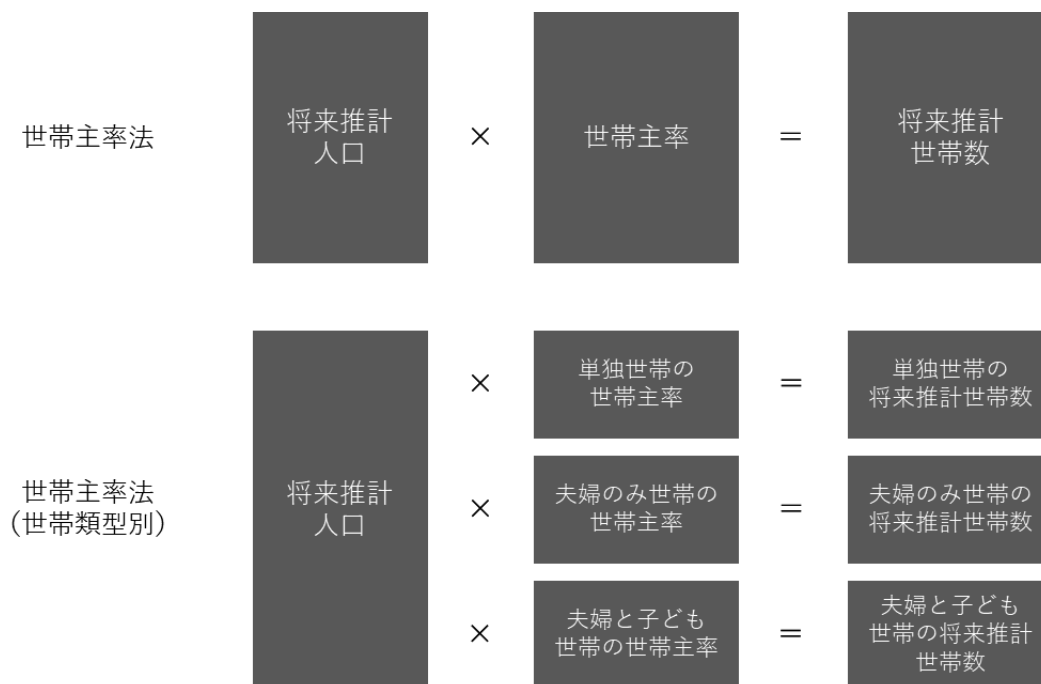 世帯主率法
将来推計
人口
×
世帯主率
=
将来推計
世帯数
世帯主率法
(世帯類型別)
将来推計
人口
×
単独世帯の
世帯主率
=
単独世帯の
将来推計世帯数
×
夫婦のみ世帯の
世帯主率
=
夫婦のみ世帯の
将来推計世帯数
×
夫婦と子ども
世帯の世帯主率
=
夫婦と子ども
世帯の将来推計
世帯数